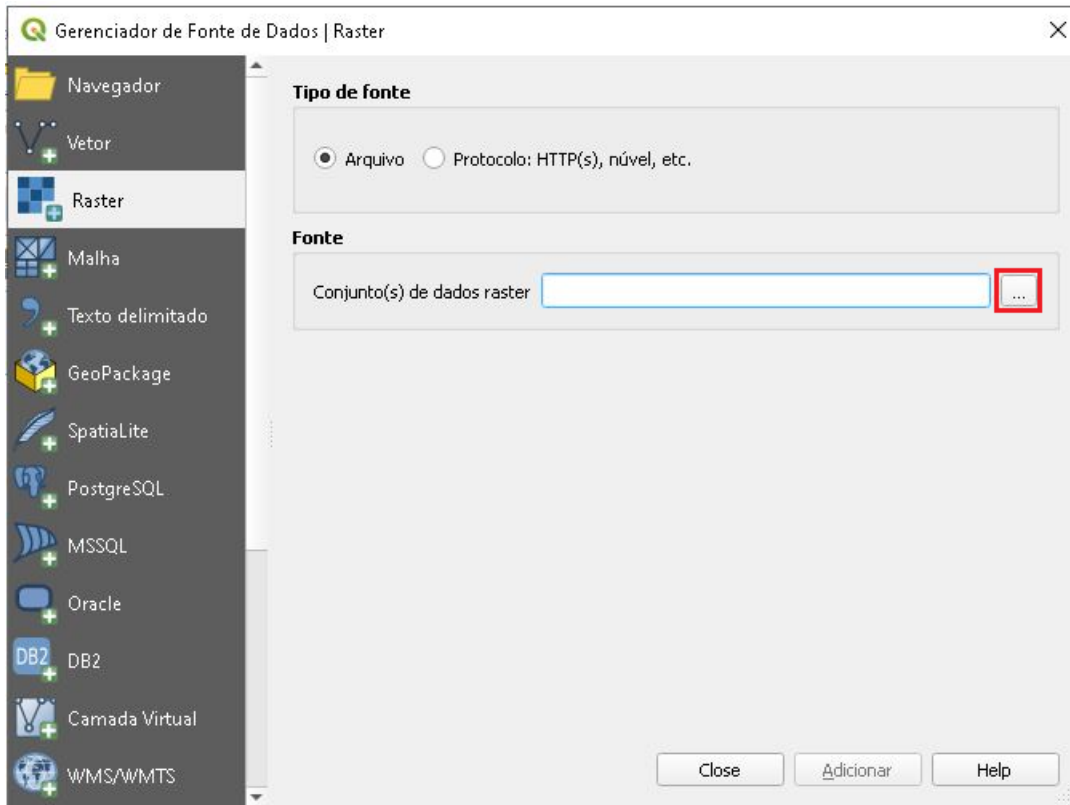 Gerenciador de Fonte de Dados | Raster
Navegador
Vetor
Raster
Malha
Texto delimitado
GeoPackage
SpatiaLite
PostgreSQL
MSSQL
Oracle
DB2
DB2
Camada Virtual
WMS/WMTS
Tipo de fonte
Arquivo
Protocolo: HTTP(s), núvel, etc.
Fonte
Conjunto(s) de dados raster
...
Close
Adicionar
Help